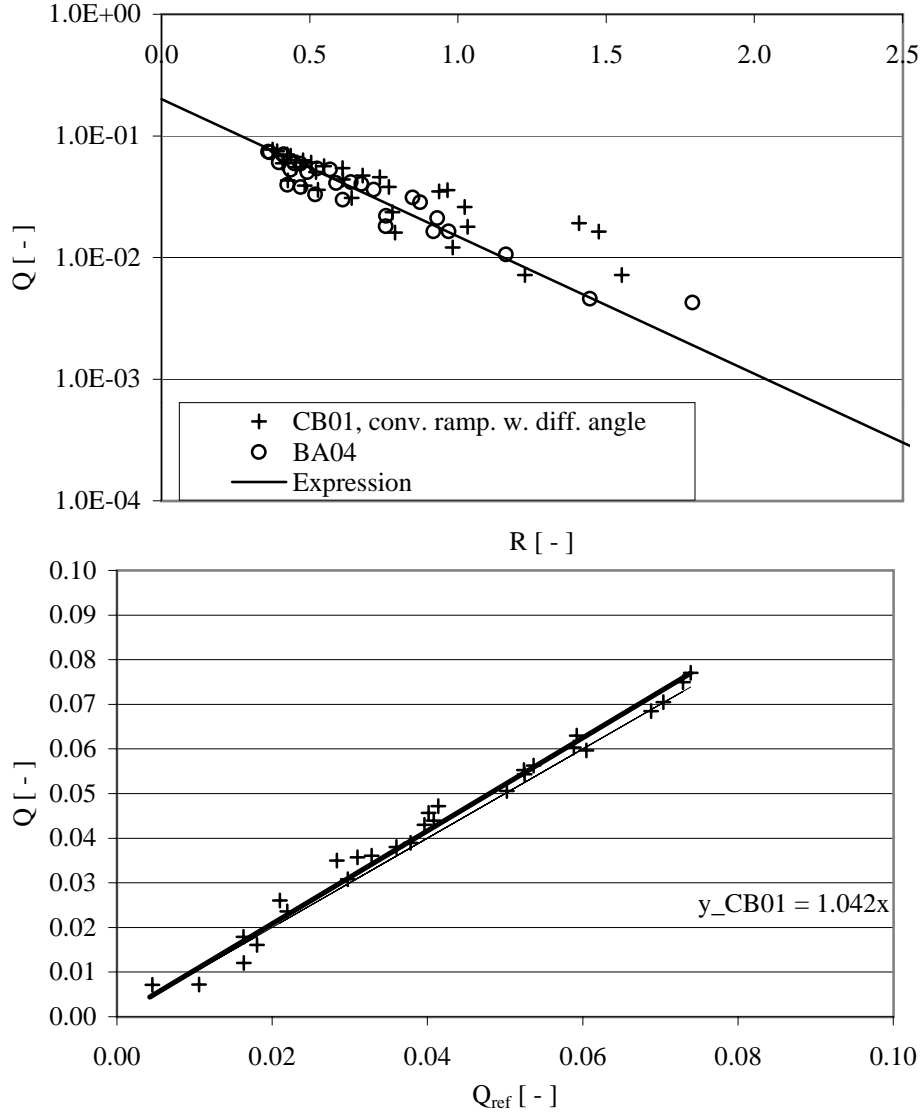 1.0E+00
0.0 0.5 1.0 1.5 2.0 2.5
1.0E-01
1.0E-02
1.0E-03
1.0E-04
Q [ - ]
CB01, conv. ramp. w. diff. angle
BA04
Expression
R [ - ]
0.10
0.09
0.08
0.07
0.06
0.05
0.04
0.03
0.02
0.01
0.00
Q [ - ]
y_CB01 = 1.042x
0.00 0.02 0.04 0.06 0.08 0.10
Qref [ - ]